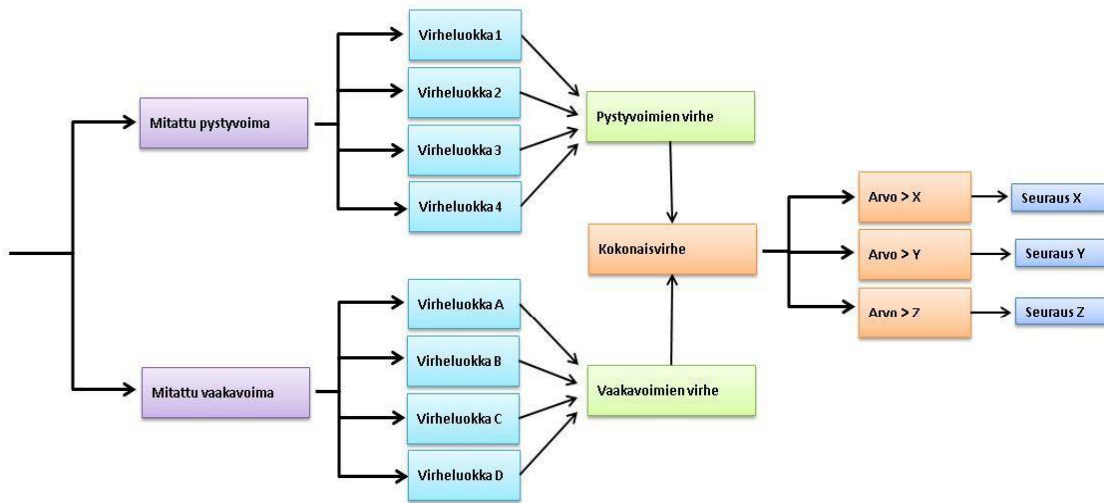 Virheluokka 1
Virheluokka 2
Mitattu pystyvoima
Pystyvoimien virhe
Virheluokka 3
Virheluokka 4
Arvo > X
Seuraus X
Kokonaisvirhe
Arvo > Y
Seuraus Y
Virheluokka A
Arvo > Z
Seuraus Z
Virheluokka B
Mitattu vaakavoima
Vaakavoimien virhe
Virheluokka C
Virheluokka D